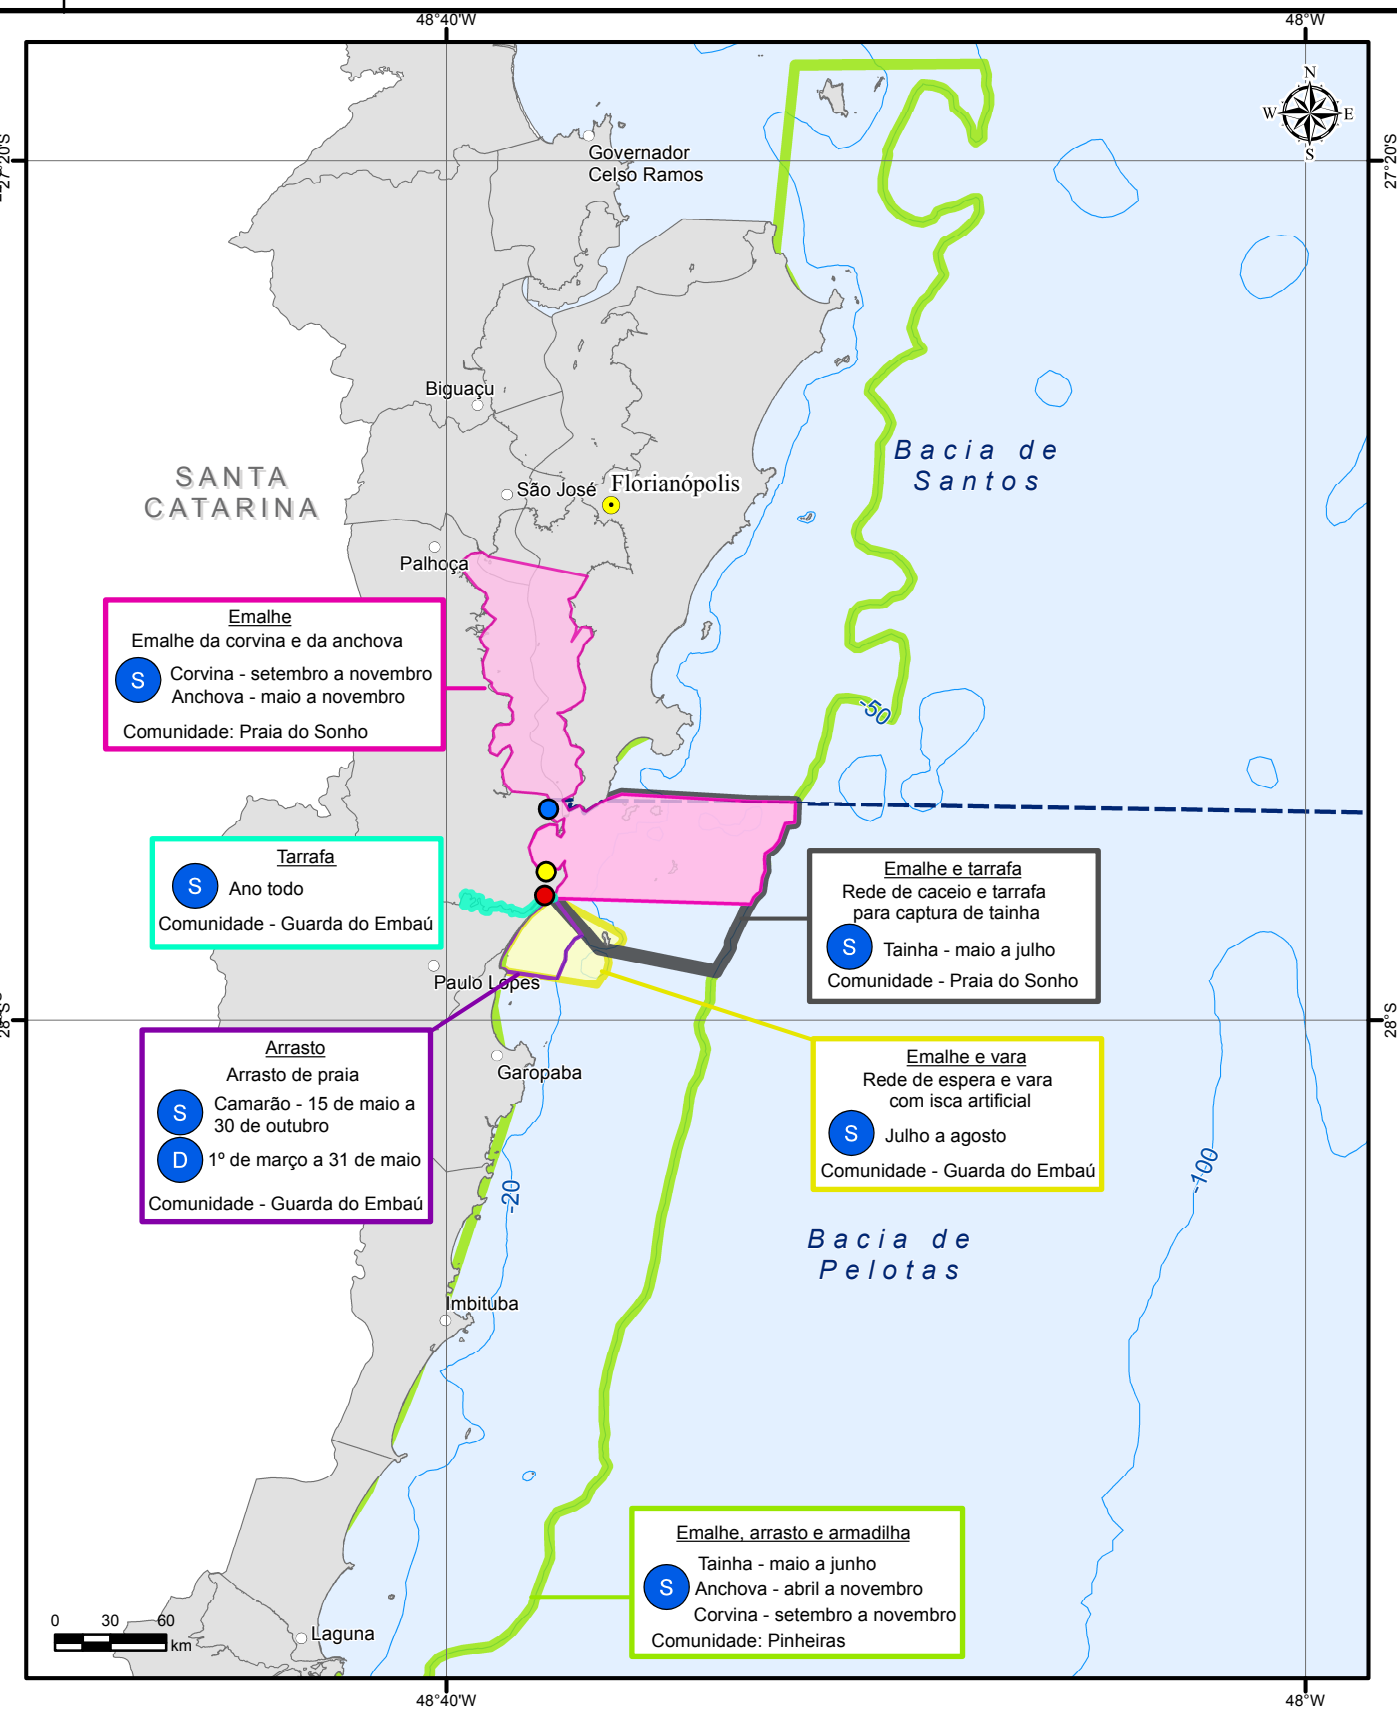 48°40'W
48°W
N
W
E
S
27°20'S
27°20'S
Governador
Celso Ramos
Biguaçu
Bacia de
Santos
SANTA
CATARINA
São José
Florianópolis
Palhoça
Emalhe
Emalhe da corvina e da anchova
S
Corvina - setembro a novembro
Anchova - maio a novembro
Comunidade: Praia do Sonho
-50
Tarrafa
S
Ano todo
Comunidade - Guarda do Embaú
Emalhe e tarrafa
Rede de caceio e tarrafa
para captura de tainha
S
Tainha - maio a julho
Comunidade - Praia do Sonho
Paulo Lopes
28°S
28°S
Arrasto
Arrasto de praia
S
Camarão - 15 de maio a
30 de outubro
D
1º de março a 31 de maio
Comunidade - Guarda do Embaú
Garopaba
Emalhe e vara
Rede de espera e vara
com isca artificial
S
Julho a agosto
Comunidade - Guarda do Embaú
-20
-100
Bacia de
Pelotas
Imbituba
Emalhe, arrasto e armadilha
S
Tainha - maio a junho
Anchova - abril a novembro
Corvina - setembro a novembro
Comunidade: Pinheiras
0 30 60
km
Laguna
48°40'W
48°W